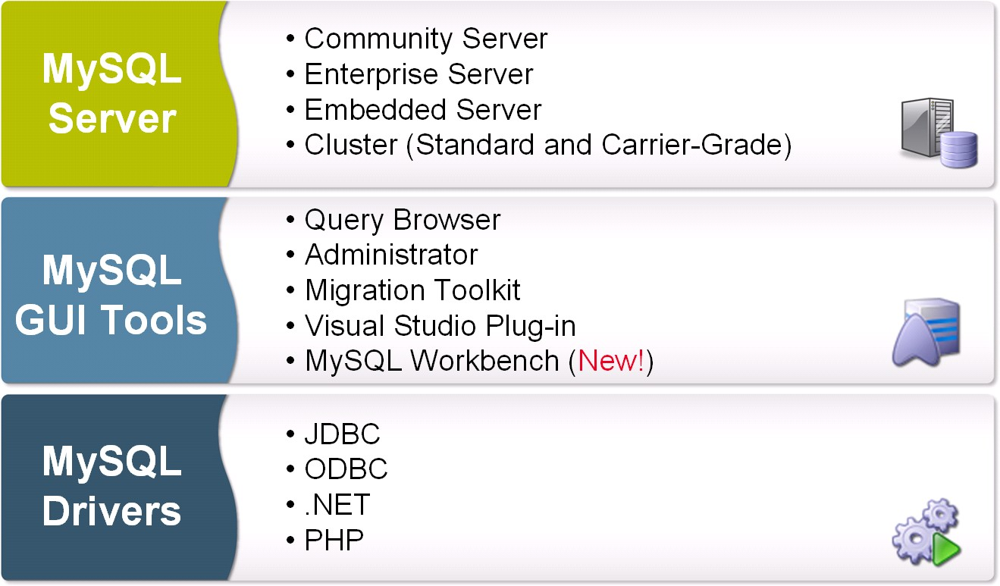 MySQL
Server
• Community Server
• Enterprise Server
• Embedded Server
• Cluster (Standard and Carrier-Grade)
MySQL
GUI Tools
• Query Browser
• Administrator
• Migration Toolkit
• Visual Studio Plug-in
• MySQL Workbench (New!)
MySQL
Drivers
• JDBC
• ODBC
• .NET
• PHP